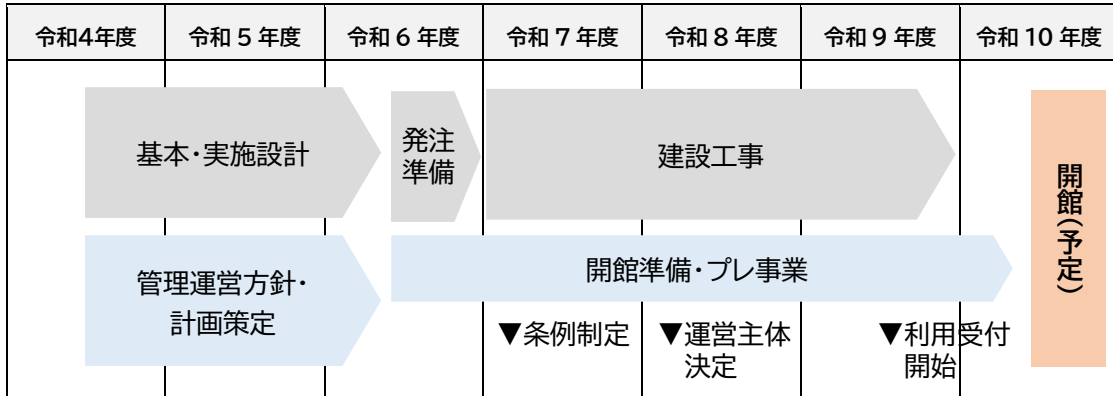 令和4年度
令和5年度
令和6年度
令和7年度
令和8年度
令和9年度
令和10年度
基本・実施設計
発注
準備
建設工事
開館(予定)
管理運営方針・
計画策定
開館準備・プレ事業
▼条例制定
▼運営主体
決定
▼利用受付
開始